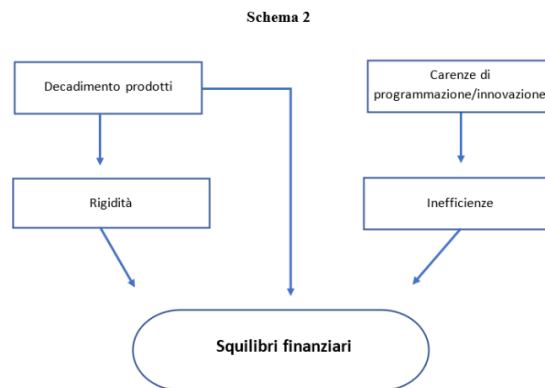 Schema 2
Decadimento prodotti
Carenze di
programmazione/innovazione
Rigidità
Inefficienze
Squilibri finanziari